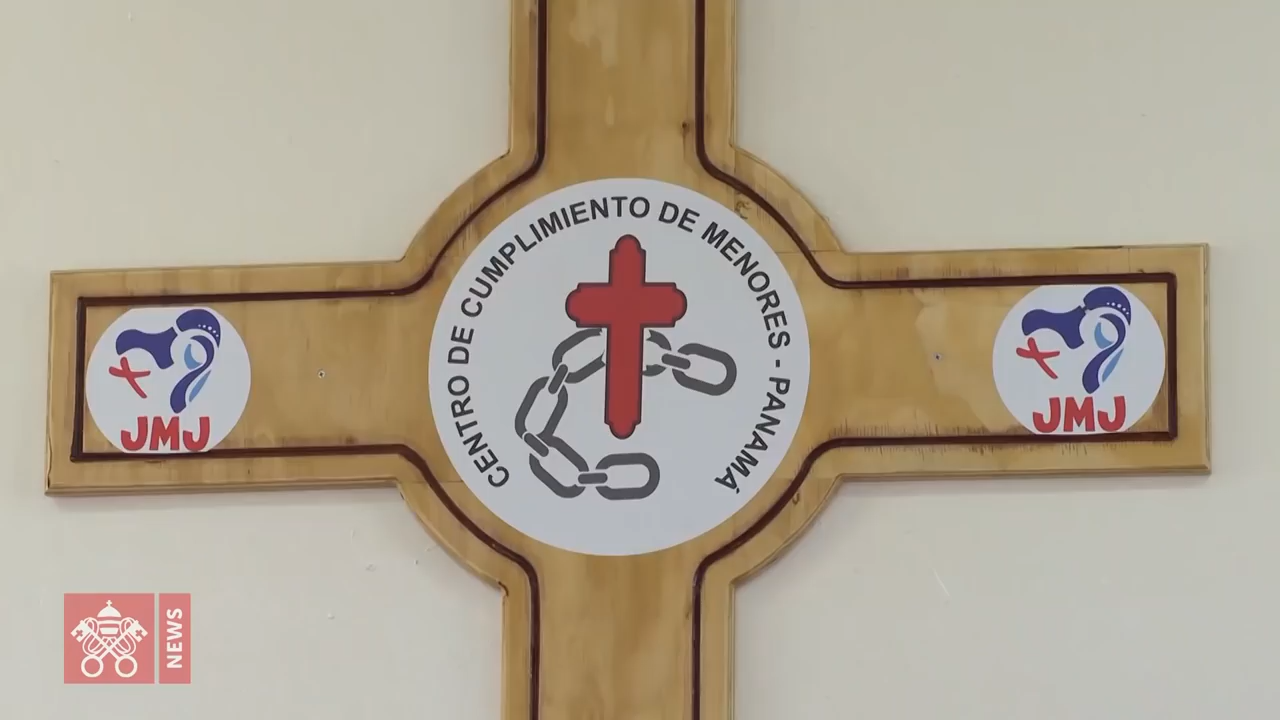 CENTRO DE CUMPLIMIENTO DE MENORES - PANAMÁ
JMJ
JMJ
NEWS